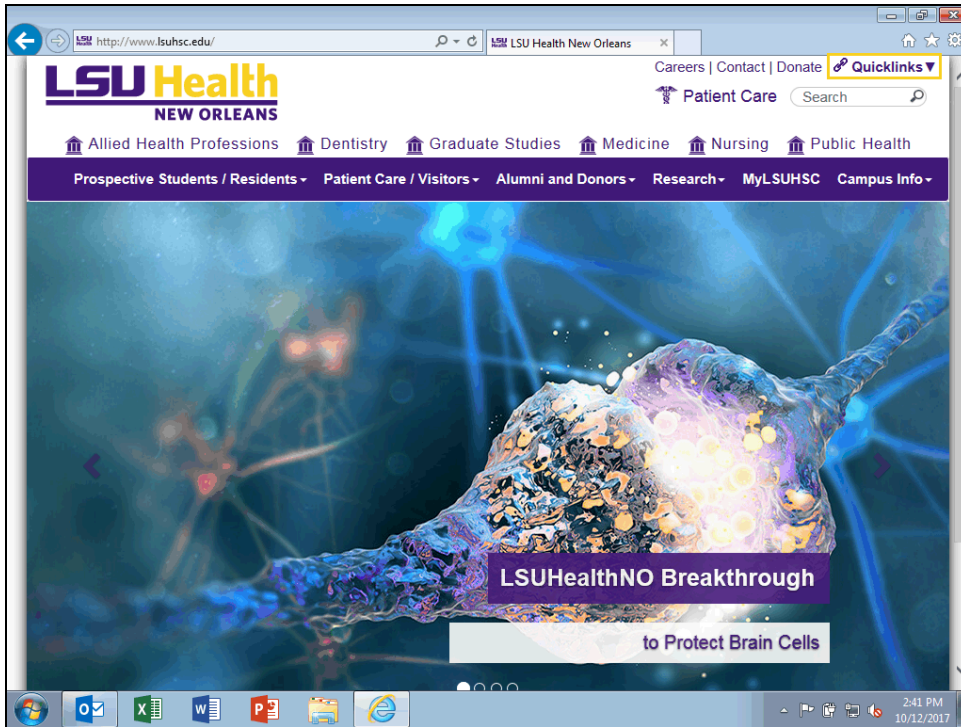 http://www.lsuhsc.edu/
LSU LSU Health New Orleans
Careers | Contact | Donate Quicklinks ▼
LSU Health
NEW ORLEANS
Patient Care Search
Allied Health Professions Dentistry Graduate Studies Medicine Nursing Public Health
Prospective Students / Residents Patient Care / Visitors Alumni and Donors Research MyLSUHSC Campus Info
LSUHealthNO Breakthrough
to Protect Brain Cells
2:41 PM
10/12/2017